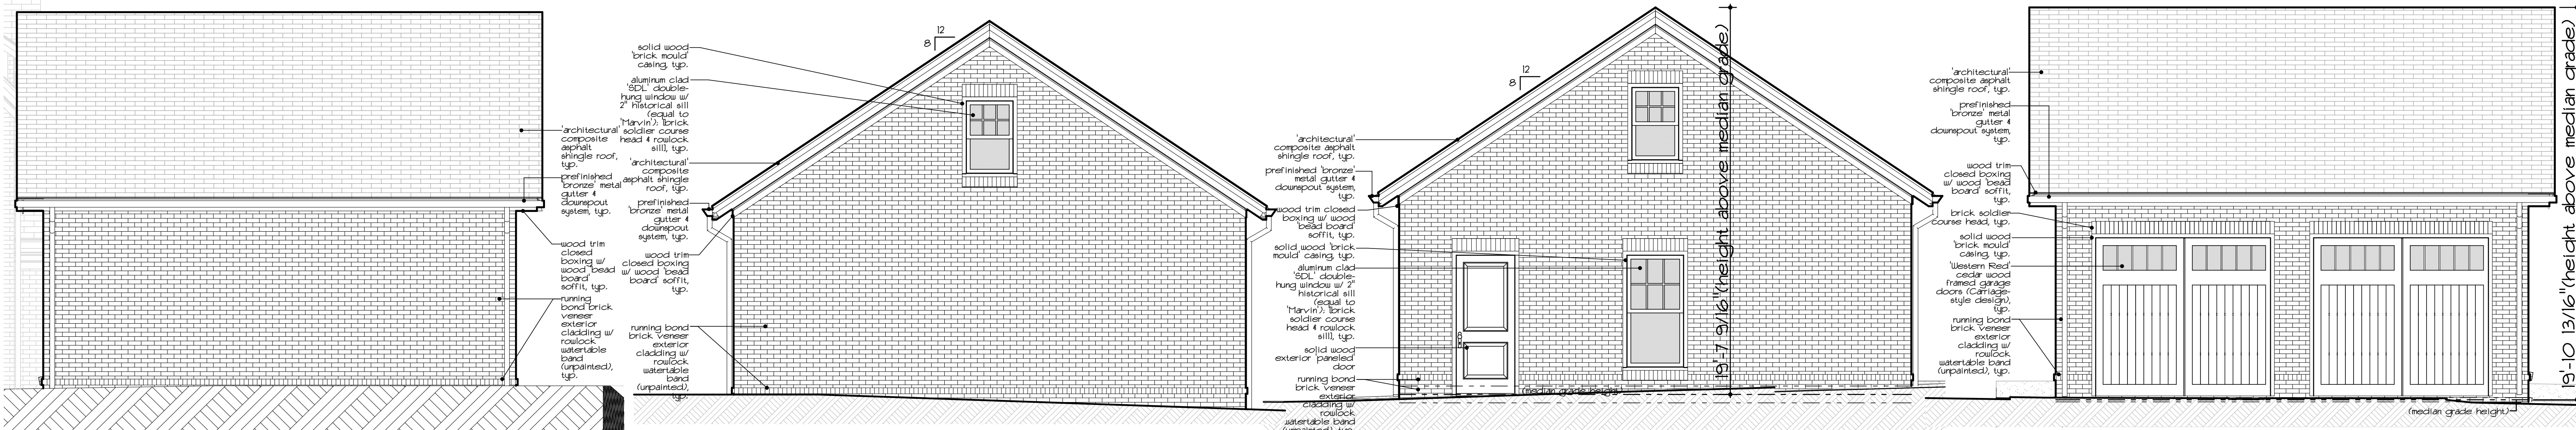 'architectural'
composite
asphalt
shingle roof,
typ.
prefinished
'bronze' metal
gutter &
downspout
system, typ.
wood trim
closed
boxing w/
wood 'bead
board'
soffit, typ.
running
bond brick
veneer
exterior
cladding w/
rowlock
watertable
band
(unpainted),
typ.
12
8
solid wood
'brick mould'
casing, typ.
aluminum clad
'SDL' double-
hung window w/
2" historical sill
(equal to
'Marvin'); [brick
soldier course
head & rowlock
sill], typ.
'architectural'
composite
asphalt shingle
roof, typ.
prefinished
'bronze' metal
gutter &
downspout
system, typ.
wood trim
closed boxing
w/ wood 'bead
board' soffit,
typ.
running bond
brick veneer
exterior
cladding w/
rowlock
watertable
band
(unpainted),
typ.
12
8
'architectural'
composite asphalt
shingle roof, typ.
prefinished 'bronze'
metal gutter &
downspout system,
typ.
wood trim closed
boxing w/ wood
'bead board'
soffit, typ.
solid wood 'brick
mould' casing, typ.
aluminum clad
'SDL' double-
hung window w/ 2"
historical sill
(equal to
'Marvin'); [brick
soldier course
head & rowlock
sill], typ.
solid wood
exterior paneled
door
running bond
brick veneer
exterior
cladding w/
rowlock
watertable band
(unpainted), typ.
19'-7 9/16" (height above median grade)
(median grade height)
'architectural'
composite asphalt
shingle roof, typ.
prefinished
'bronze' metal
gutter &
downspout system,
typ.
wood trim
closed boxing
w/ wood 'bead
board' soffit,
typ.
brick soldier
course head, typ.
solid wood
'brick mould'
casing, typ.
'Western Red'
cedar wood
framed garage
doors (Carriage-
style design),
typ.
running bond
brick veneer
exterior
cladding w/
rowlock
watertable band
(unpainted), typ.
19'-10 13/16" (height above median grade)
(median grade height)